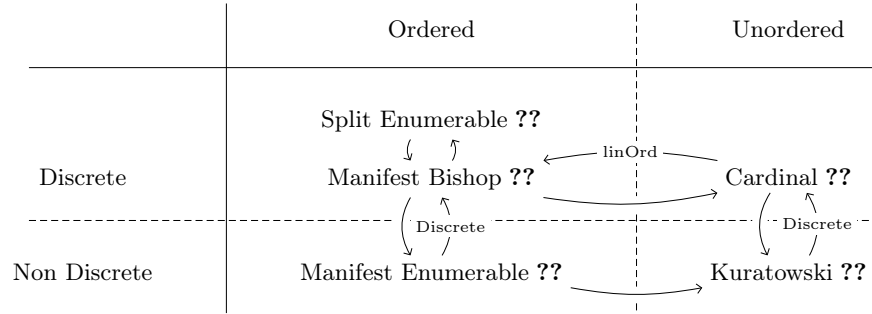 Ordered Unordered
Split Enumerable ??
linOrd
Discrete Manifest Bishop ?? Cardinal ??
Discrete Discrete
Non Discrete Manifest Enumerable ?? Kuratowski ??